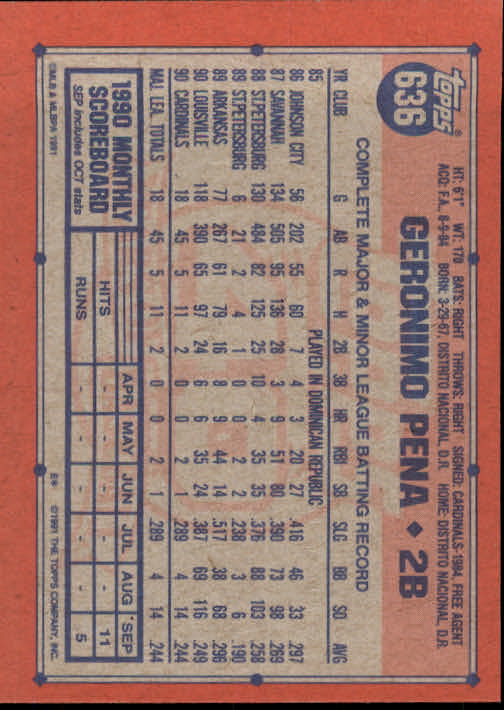 topps®
636
HT: 6'1" WT: 170 BATS: RIGHT THROWS: RIGHT SIGNED: CARDINALS-1984, FREE AGENT
ACQ: F.A., 8-9-84 BORN: 3-29-67, DISTRITO NACIONAL, D.R. HOME: DISTRITO NACIONAL, D.R.
GERONIMO PENA ♦ 2B
COMPLETE MAJOR & MINOR LEAGUE BATTING RECORD
YR CLUB G AB R H 2B 3B HR RBI SB SLG BB SO AVG
85 PLAYED IN DOMINICAN REPUBLIC
86 JOHNSON CITY 56 202 55 60 7 4 3 20 27 .416 46 33 .297
87 SAVANNAH 134 505 95 136 28 3 9 51 80 .390 73 98 .269
88 ST.PETERSBURG 130 484 82 125 25 10 4 35 35 .376 88 103 .258
89 ST.PETERSBURG 6 21 2 4 1 0 0 2 2 .238 3 6 .190
89 ARKANSAS 77 267 61 79 16 8 9 44 14 .517 38 68 .296
90 LOUISVILLE 118 390 65 97 24 6 6 35 24 .387 69 116 .249
90 CARDINALS 18 45 5 11 2 0 0 2 1 .289 4 14 .244
MAJ. LEA. TOTALS 18 45 5 11 2 0 0 2 1 .289 4 14 .244
1990 MONTHLY
SCOREBOARD
SEP includes OCT stats
APR MAY JUN JUL AUG SEP
HITS - - - - - 11
RUNS - - - - - 5
©MLB & MLBPA 1991
E* ©1991 THE TOPPS COMPANY, INC.